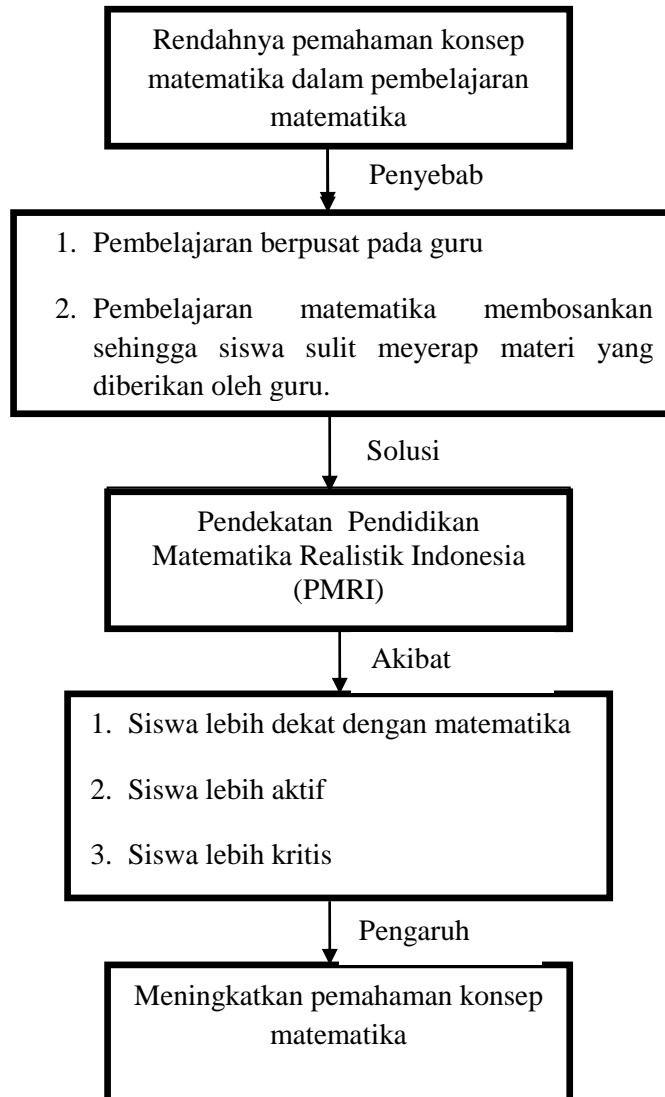 Rendahnya pemahaman konsep
matematika dalam pembelajaran
matematika
Penyebab
1. Pembelajaran berpusat pada guru
2. Pembelajaran matematika membosankan
sehingga siswa sulit meyerap materi yang
diberikan oleh guru.
Solusi
Pendekatan Pendidikan
Matematika Realistik Indonesia
(PMRI)
Akibat
1. Siswa lebih dekat dengan matematika
2. Siswa lebih aktif
3. Siswa lebih kritis
Pengaruh
Meningkatkan pemahaman konsep
matematika